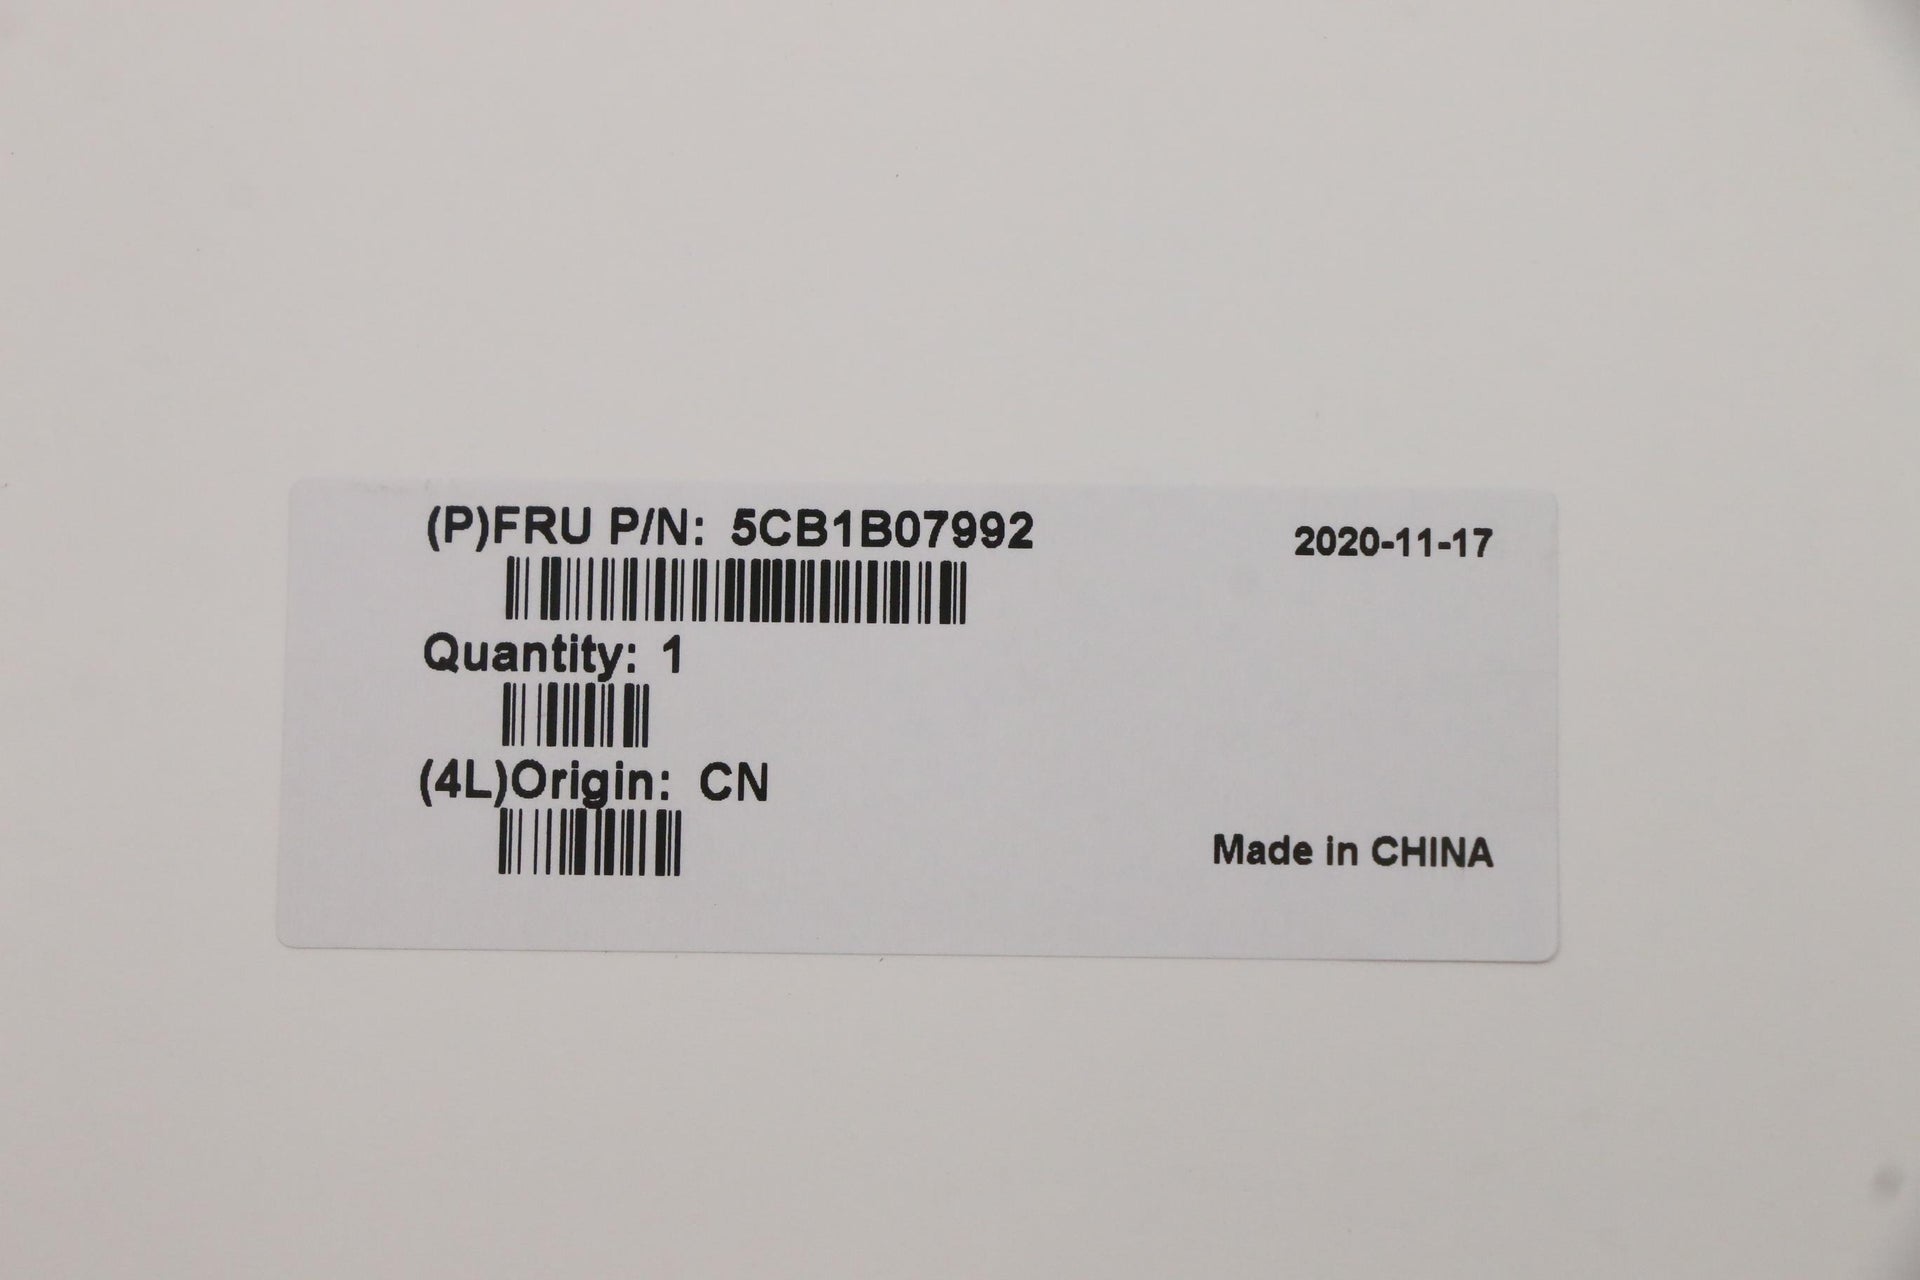 (P)FRU P/N: 5CB1B07992
2020-11-17
Quantity: 1
(4L)Origin: CN
Made in CHINA